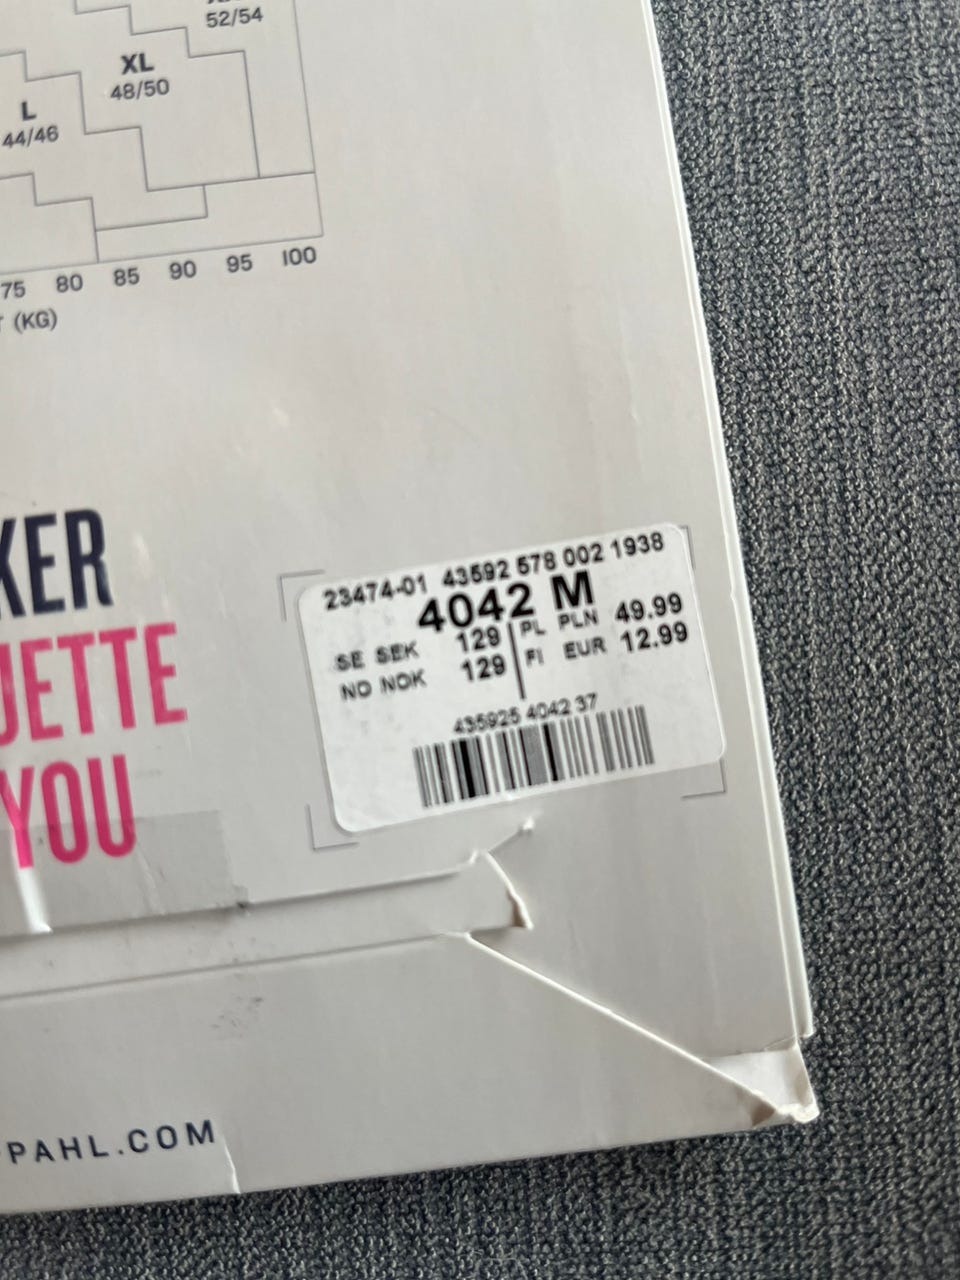 52/54
XL
48/50
L
44/46
75 80 85 90 95 100
(KG)
KER
UETTE
YOU
23474-01 43592 578 002 1938
4042 M
SE SEK 129 PL PLN 49.99
NO NOK 129 FI EUR 12.99
435925 4042 37
PAHL.COM